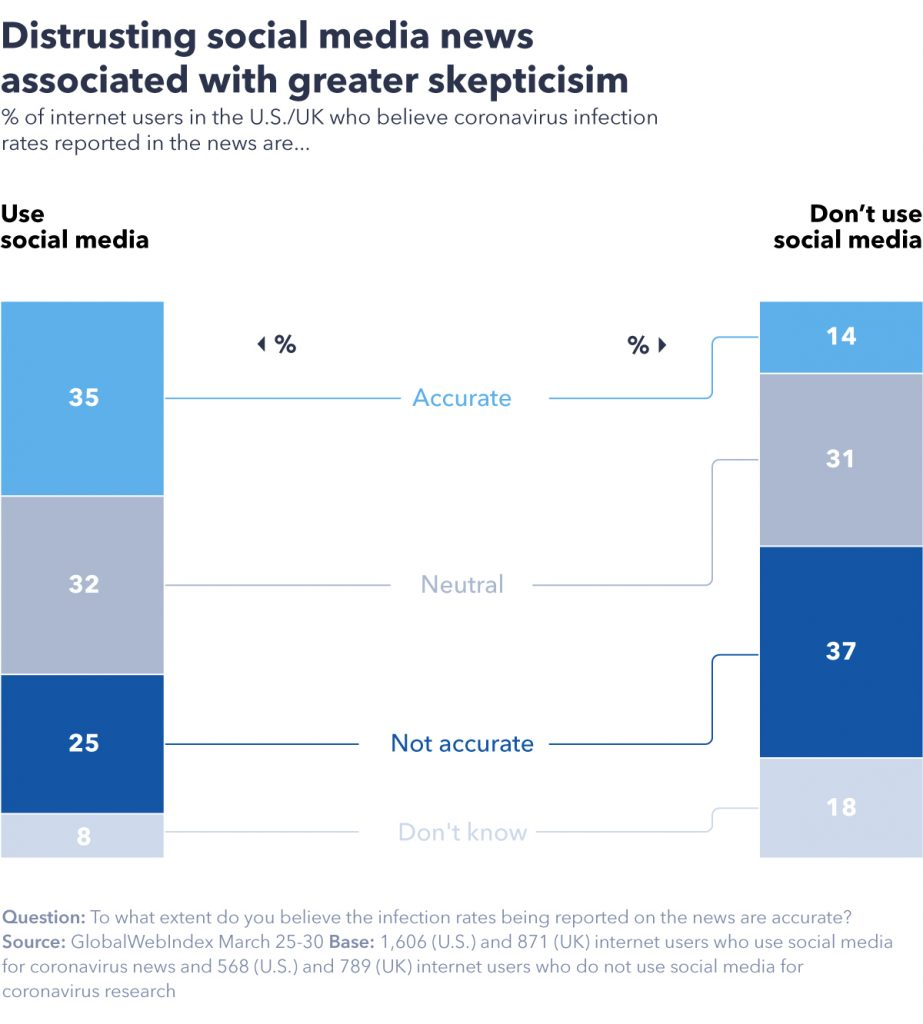 Distrusting social media news
associated with greater skepticisim
% of internet users in the U.S./UK who believe coronavirus infection
rates reported in the news are...
Use
social media
Don’t use
social media
%
%
35
Accurate
14
32
Neutral
31
25
Not accurate
37
8
Don't know
18
Question: To what extent do you believe the infection rates being reported on the news are accurate?
Source: GlobalWebIndex March 25-30 Base: 1,606 (U.S.) and 871 (UK) internet users who use social media
for coronavirus news and 568 (U.S.) and 789 (UK) internet users who do not use social media for
coronavirus research